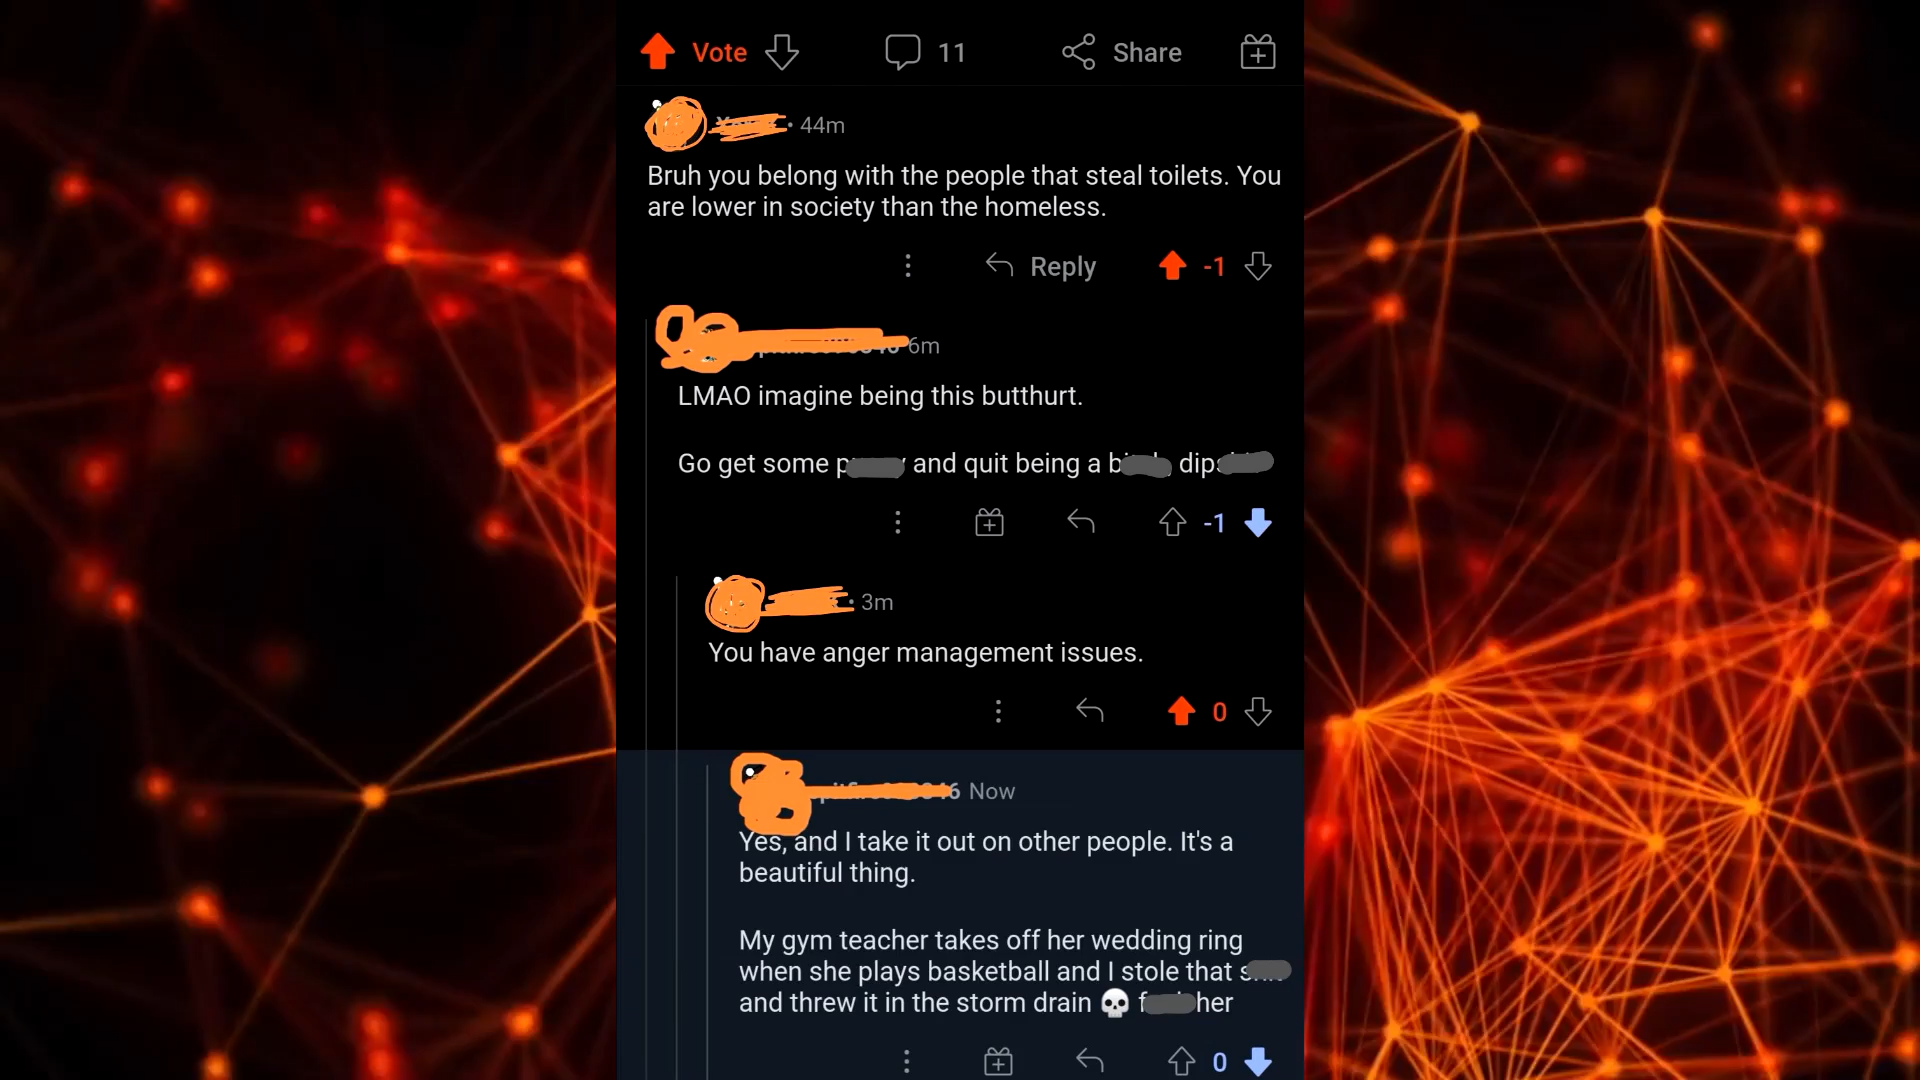 Vote 11 Share
• 44m
Bruh you belong with the people that steal toilets. You
are lower in society than the homeless.
Reply -1
6m
LMAO imagine being this butthurt.
Go get some and quit being a
-1
• 3m
You have anger management issues.
0
Now
Yes, and I take it out on other people. It's a
beautiful thing.
My gym teacher takes off her wedding ring
when she plays basketball and I stole that
and threw it in the storm drain 💀 her
0